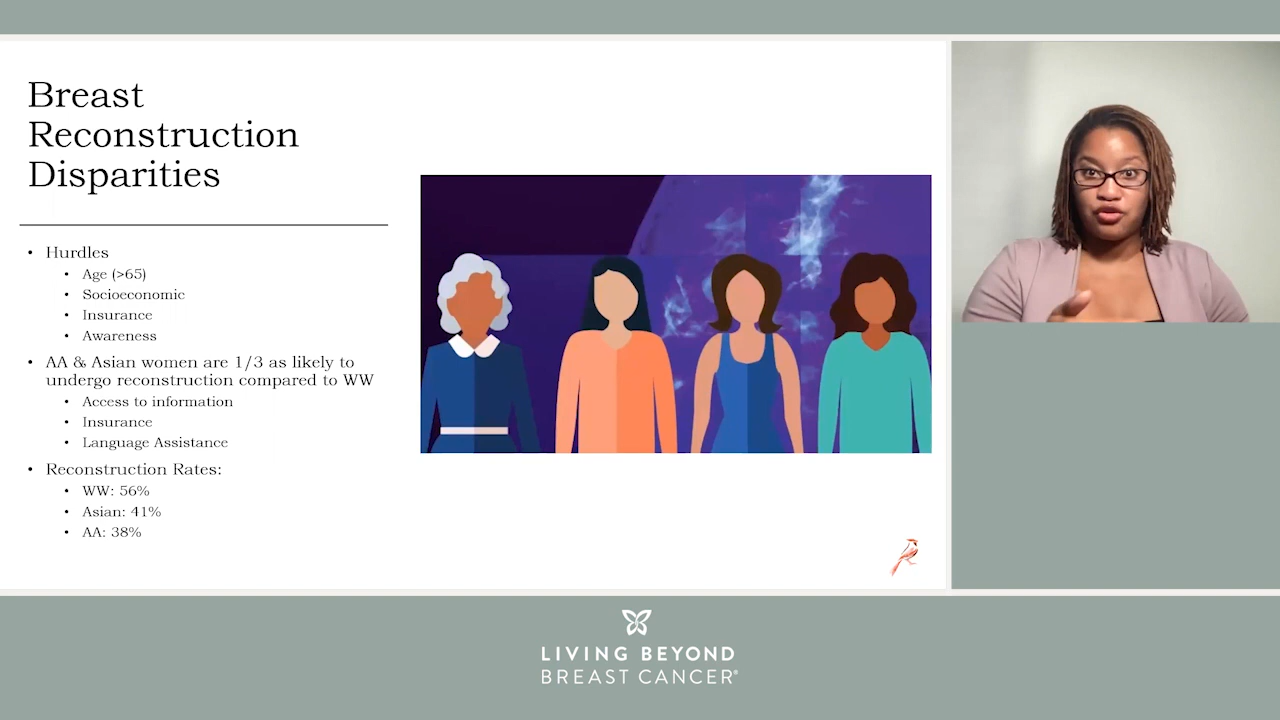 Breast
Reconstruction
Disparities
• Hurdles
• Age (>65)
• Socioeconomic
• Insurance
• Awareness
• AA & Asian women are 1/3 as likely to
undergo reconstruction compared to WW
• Access to information
• Insurance
• Language Assistance
• Reconstruction Rates:
• WW: 56%
• Asian: 41%
• AA: 38%
LIVING BEYOND
BREAST CANCER®